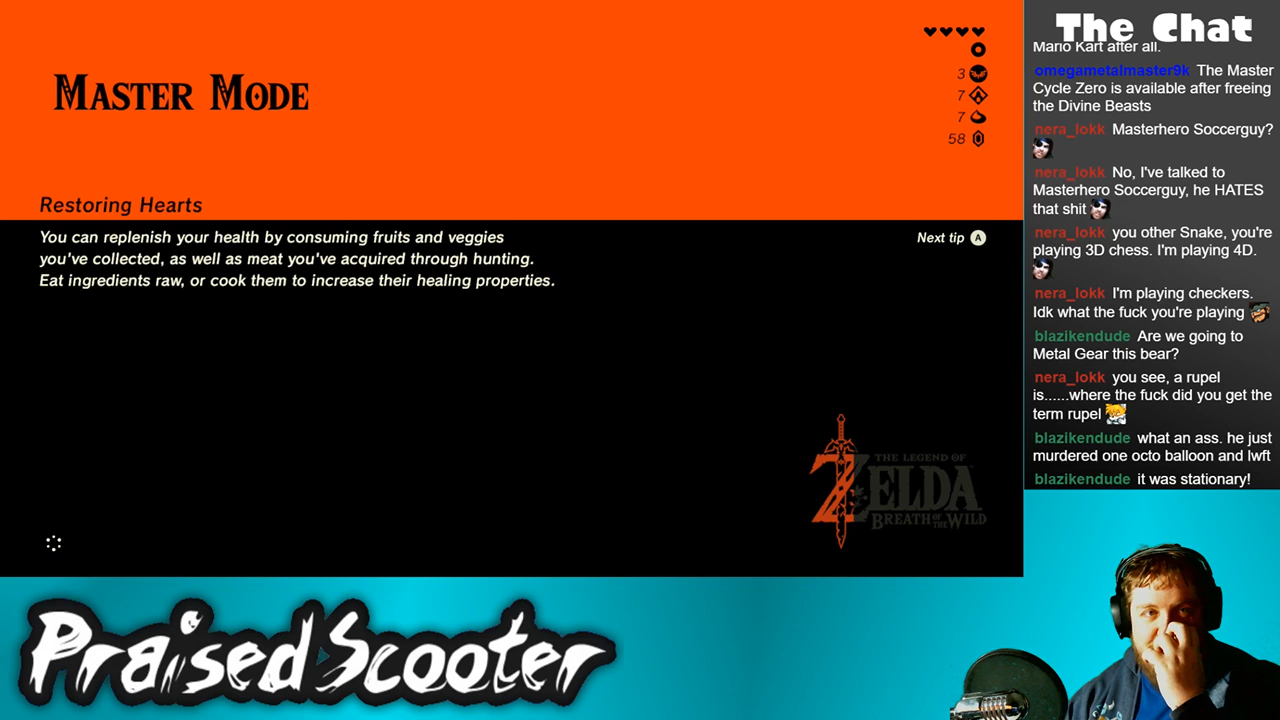 Master Mode
3
7
7
58
Restoring Hearts
You can replenish your health by consuming fruits and veggies
you've collected, as well as meat you've acquired through hunting.
Eat ingredients raw, or cook them to increase their healing properties.
Next tip A
THE LEGEND OF
ZELDA
BREATH OF THE WILD
The Chat
Mario Kart after all.
omegametalmaster9k The Master
Cycle Zero is available after freeing
the Divine Beasts
nera_lokk Masterhero Soccerguy?
nera_lokk No, I've talked to
Masterhero Soccerguy, he HATES
that shit
nera_lokk you other Snake, you're
playing 3D chess. I'm playing 4D.
nera_lokk I'm playing checkers.
Idk what the fuck you're playing
blazikendude Are we going to
Metal Gear this bear?
nera_lokk you see, a rupel
is......where the fuck did you get the
term rupel
blazikendude what an ass. he just
murdered one octo balloon and lwft
blazikendude it was stationary!
PraisedScooter